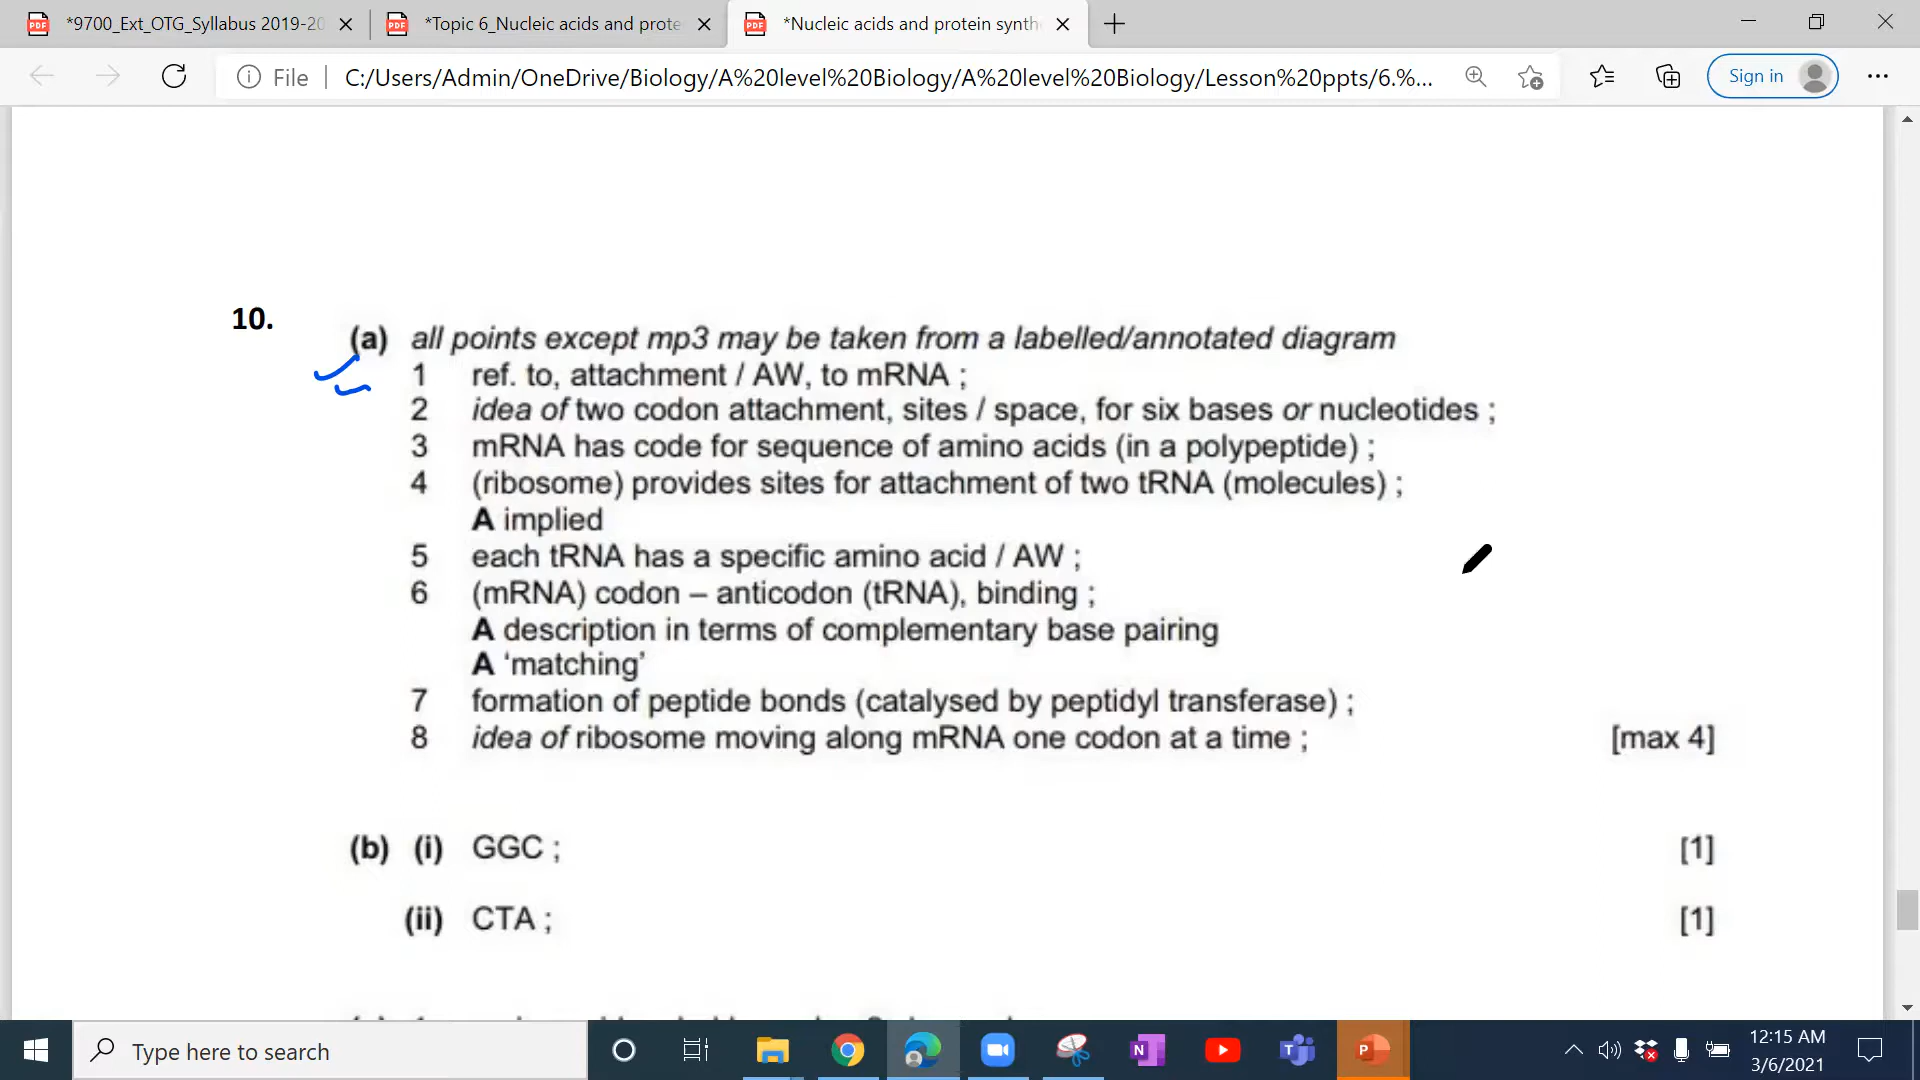 *9700_Ext_OTG_Syllabus 2019-20
*Topic 6_Nucleic acids and prote
*Nucleic acids and protein synth
File
C:/Users/Admin/OneDrive/Biology/A%20level%20Biology/A%20level%20Biology/Lesson%20ppts/6.%...
Sign in
10.
(a) all points except mp3 may be taken from a labelled/annotated diagram
1 ref. to, attachment / AW, to mRNA ;
2 idea of two codon attachment, sites / space, for six bases or nucleotides ;
3 mRNA has code for sequence of amino acids (in a polypeptide) ;
4 (ribosome) provides sites for attachment of two tRNA (molecules) ;
A implied
5 each tRNA has a specific amino acid / AW ;
6 (mRNA) codon – anticodon (tRNA), binding ;
A description in terms of complementary base pairing
A ‘matching’
7 formation of peptide bonds (catalysed by peptidyl transferase) ;
8 idea of ribosome moving along mRNA one codon at a time ; [max 4]
(b) (i) GGC ; [1]
(ii) CTA ; [1]
Type here to search
12:15 AM
3/6/2021